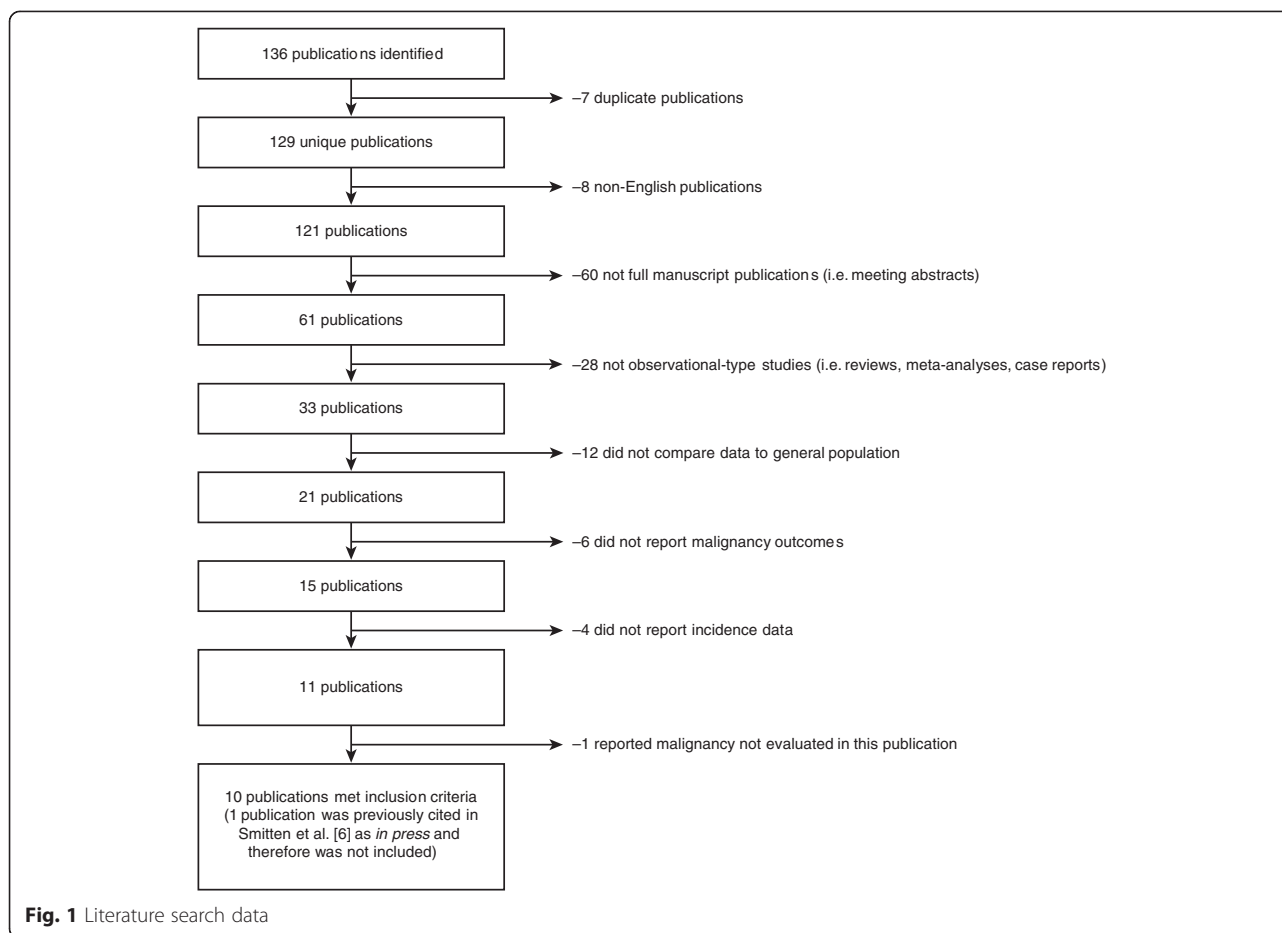 136 publications identified
–7 duplicate publications
129 unique publications
–8 non-English publications
121 publications
–60 not full manuscript publications (i.e. meeting abstracts)
61 publications
–28 not observational-type studies (i.e. reviews, meta-analyses, case reports)
33 publications
–12 did not compare data to general population
21 publications
–6 did not report malignancy outcomes
15 publications
–4 did not report incidence data
11 publications
–1 reported malignancy not evaluated in this publication
10 publications met inclusion criteria
(1 publication was previously cited in
Smitten et al. [6] as in press and
therefore was not included)
Fig. 1 Literature search data